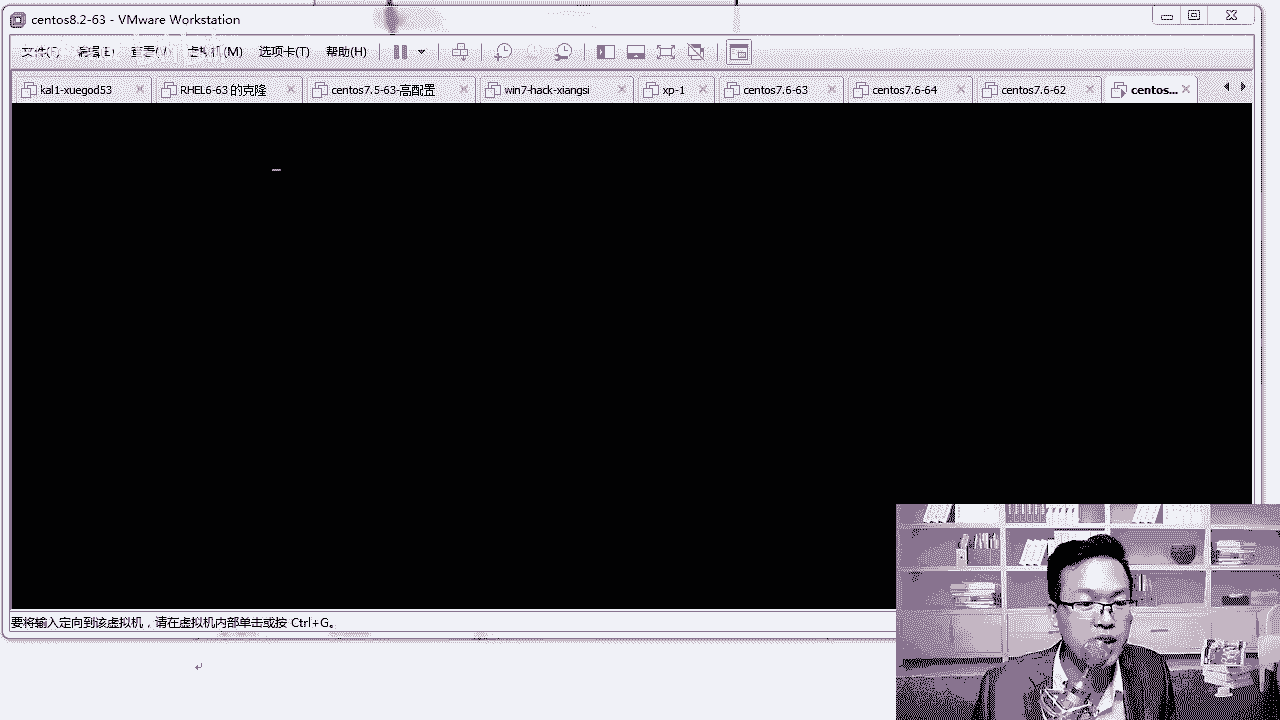 centos8.2-63 - VMware Workstation
文件(F) 编辑(E) 查看(V) 虚拟机(M) 选项卡(T) 帮助(H)
kal1-xuegod53 RHEL6-63 的克隆 centos7.5-63-高配置 win7-hack-xiangsi xp-1 centos7.6-63 centos7.6-64 centos7.6-62 centos...
要将输入定向到该虚拟机，请在虚拟机内部单击或按 Ctrl+G。